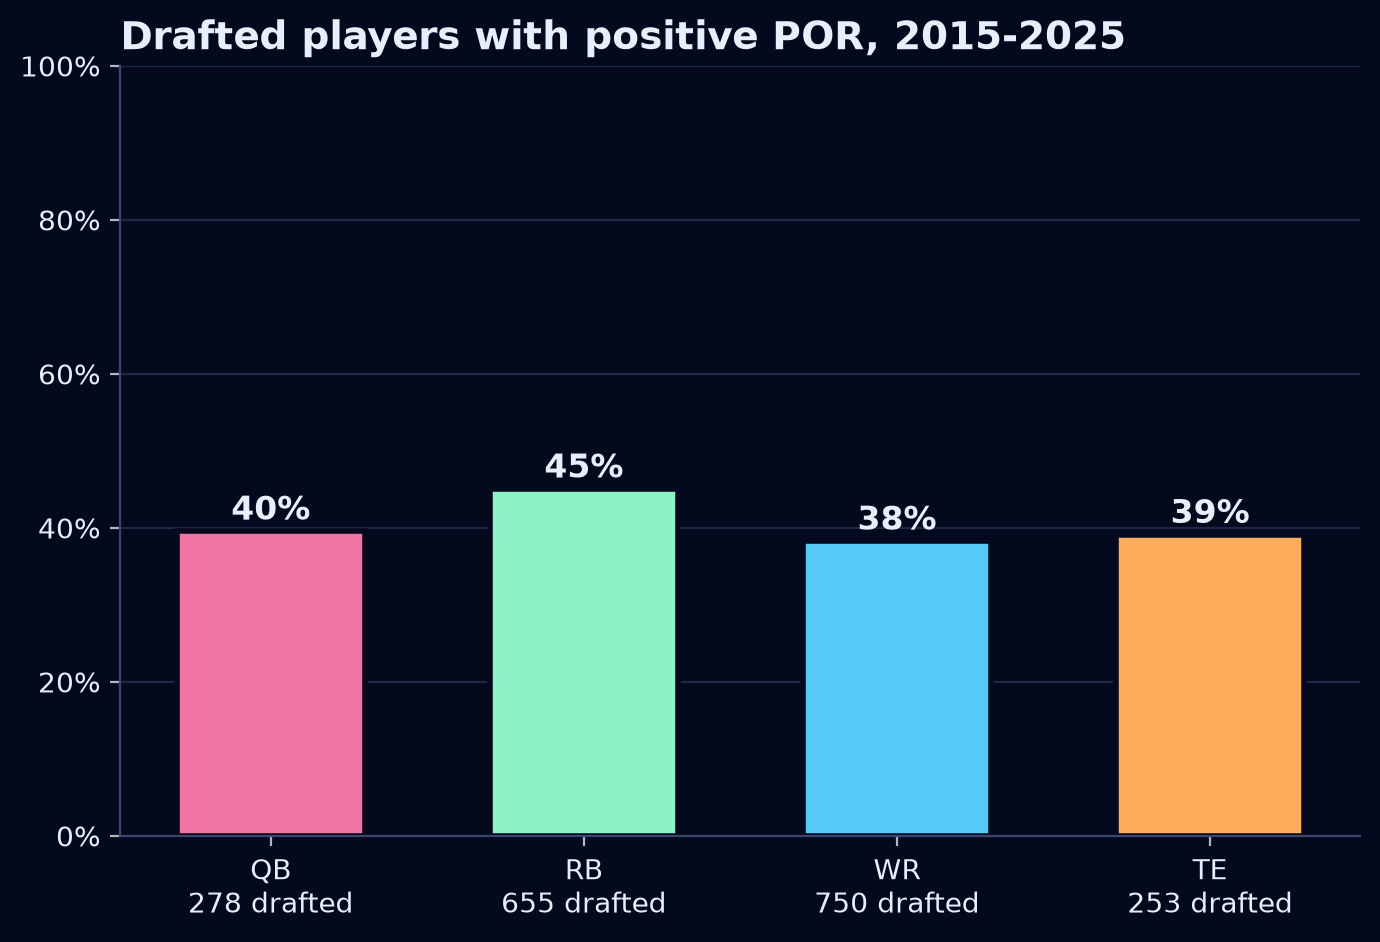 Drafted players with positive POR, 2015-2025
100%
80%
60%
40%
20%
0%
40%
45%
38%
39%
QB
278 drafted
RB
655 drafted
WR
750 drafted
TE
253 drafted